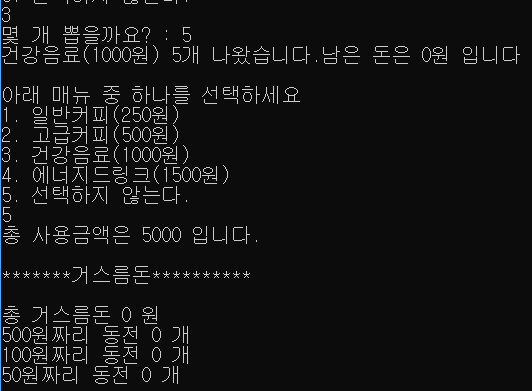 3
몇 개 뽑을까요? : 5
건강음료(1000원) 5개 나왔습니다.남은 돈은 0원 입니다

아래 매뉴 중 하나를 선택하세요
1. 일반커피(250원)
2. 고급커피(500원)
3. 건강음료(1000원)
4. 에너지드링크(1500원)
5. 선택하지 않는다.
5
총 사용금액은 5000 입니다.

*******거스름돈**********

총 거스름돈 0 원
500원짜리 동전 0 개
100원짜리 동전 0 개
50원짜리 동전 0 개